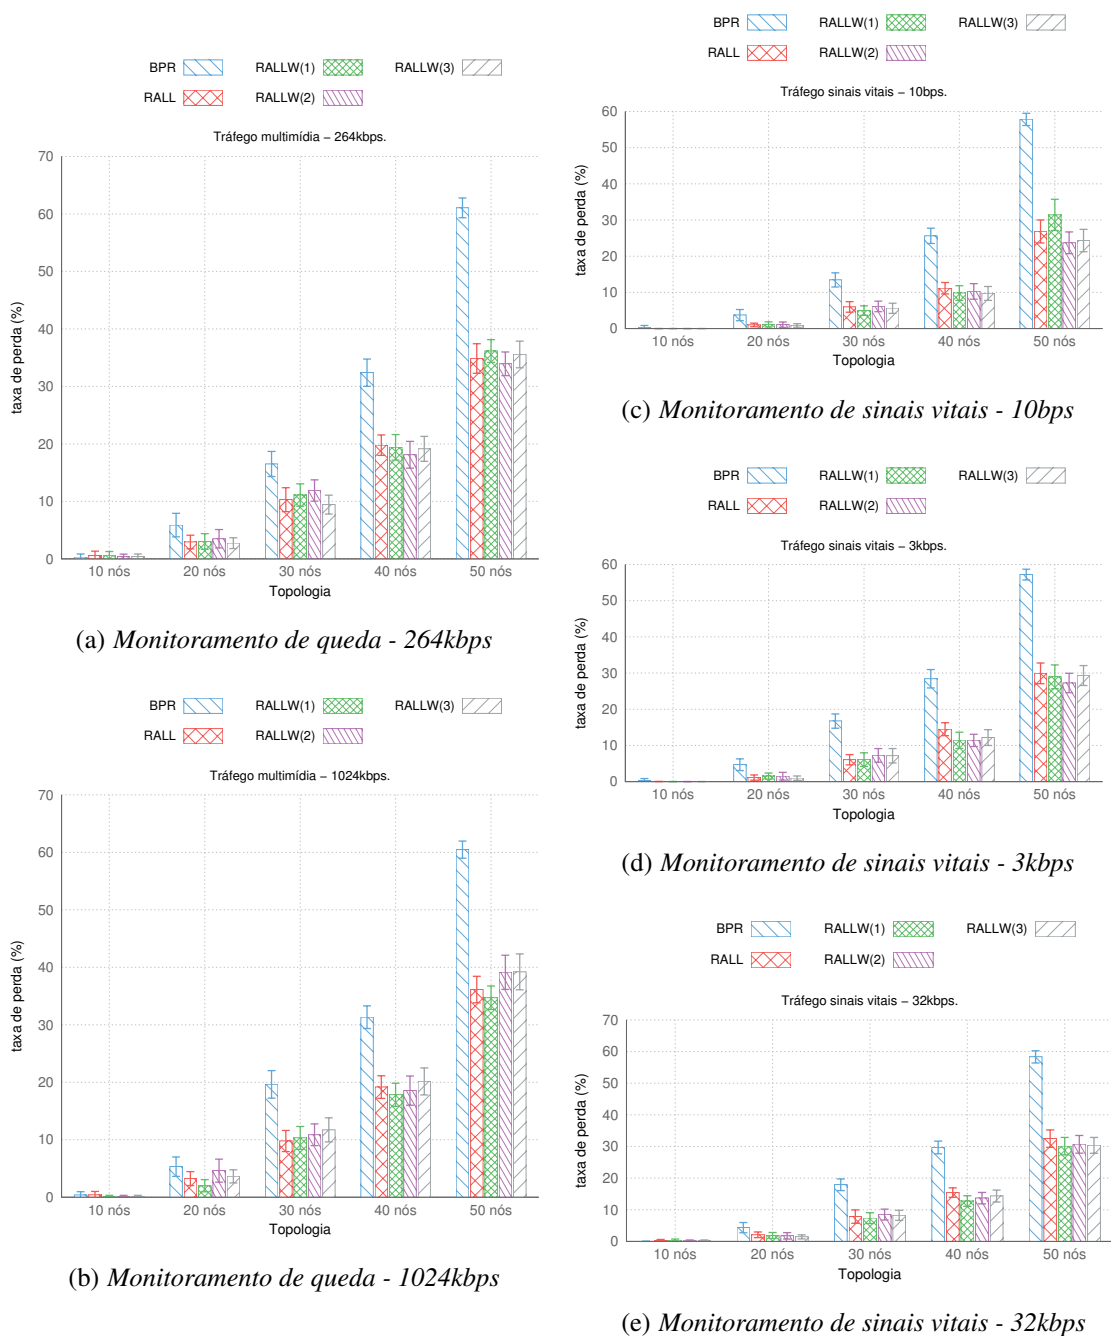 BPR
RALL
RALLW(1)
RALLW(2)
RALLW(3)
Tráfego multimídia – 264kbps.
taxa de perda (%)
70
60
50
40
30
20
10
0
10 nós 20 nós 30 nós 40 nós 50 nós
Topologia
(a) Monitoramento de queda - 264kbps
BPR
RALL
RALLW(1)
RALLW(2)
RALLW(3)
Tráfego multimídia – 1024kbps.
taxa de perda (%)
70
60
50
40
30
20
10
0
10 nós 20 nós 30 nós 40 nós 50 nós
Topologia
(b) Monitoramento de queda - 1024kbps
BPR
RALL
RALLW(1)
RALLW(2)
RALLW(3)
Tráfego sinais vitais – 10bps.
taxa de perda (%)
60
50
40
30
20
10
0
10 nós 20 nós 30 nós 40 nós 50 nós
Topologia
(c) Monitoramento de sinais vitais - 10bps
BPR
RALL
RALLW(1)
RALLW(2)
RALLW(3)
Tráfego sinais vitais – 3kbps.
taxa de perda (%)
60
50
40
30
20
10
0
10 nós 20 nós 30 nós 40 nós 50 nós
Topologia
(d) Monitoramento de sinais vitais - 3kbps
BPR
RALL
RALLW(1)
RALLW(2)
RALLW(3)
Tráfego sinais vitais – 32kbps.
taxa de perda (%)
70
60
50
40
30
20
10
0
10 nós 20 nós 30 nós 40 nós 50 nós
Topologia
(e) Monitoramento de sinais vitais - 32kbps